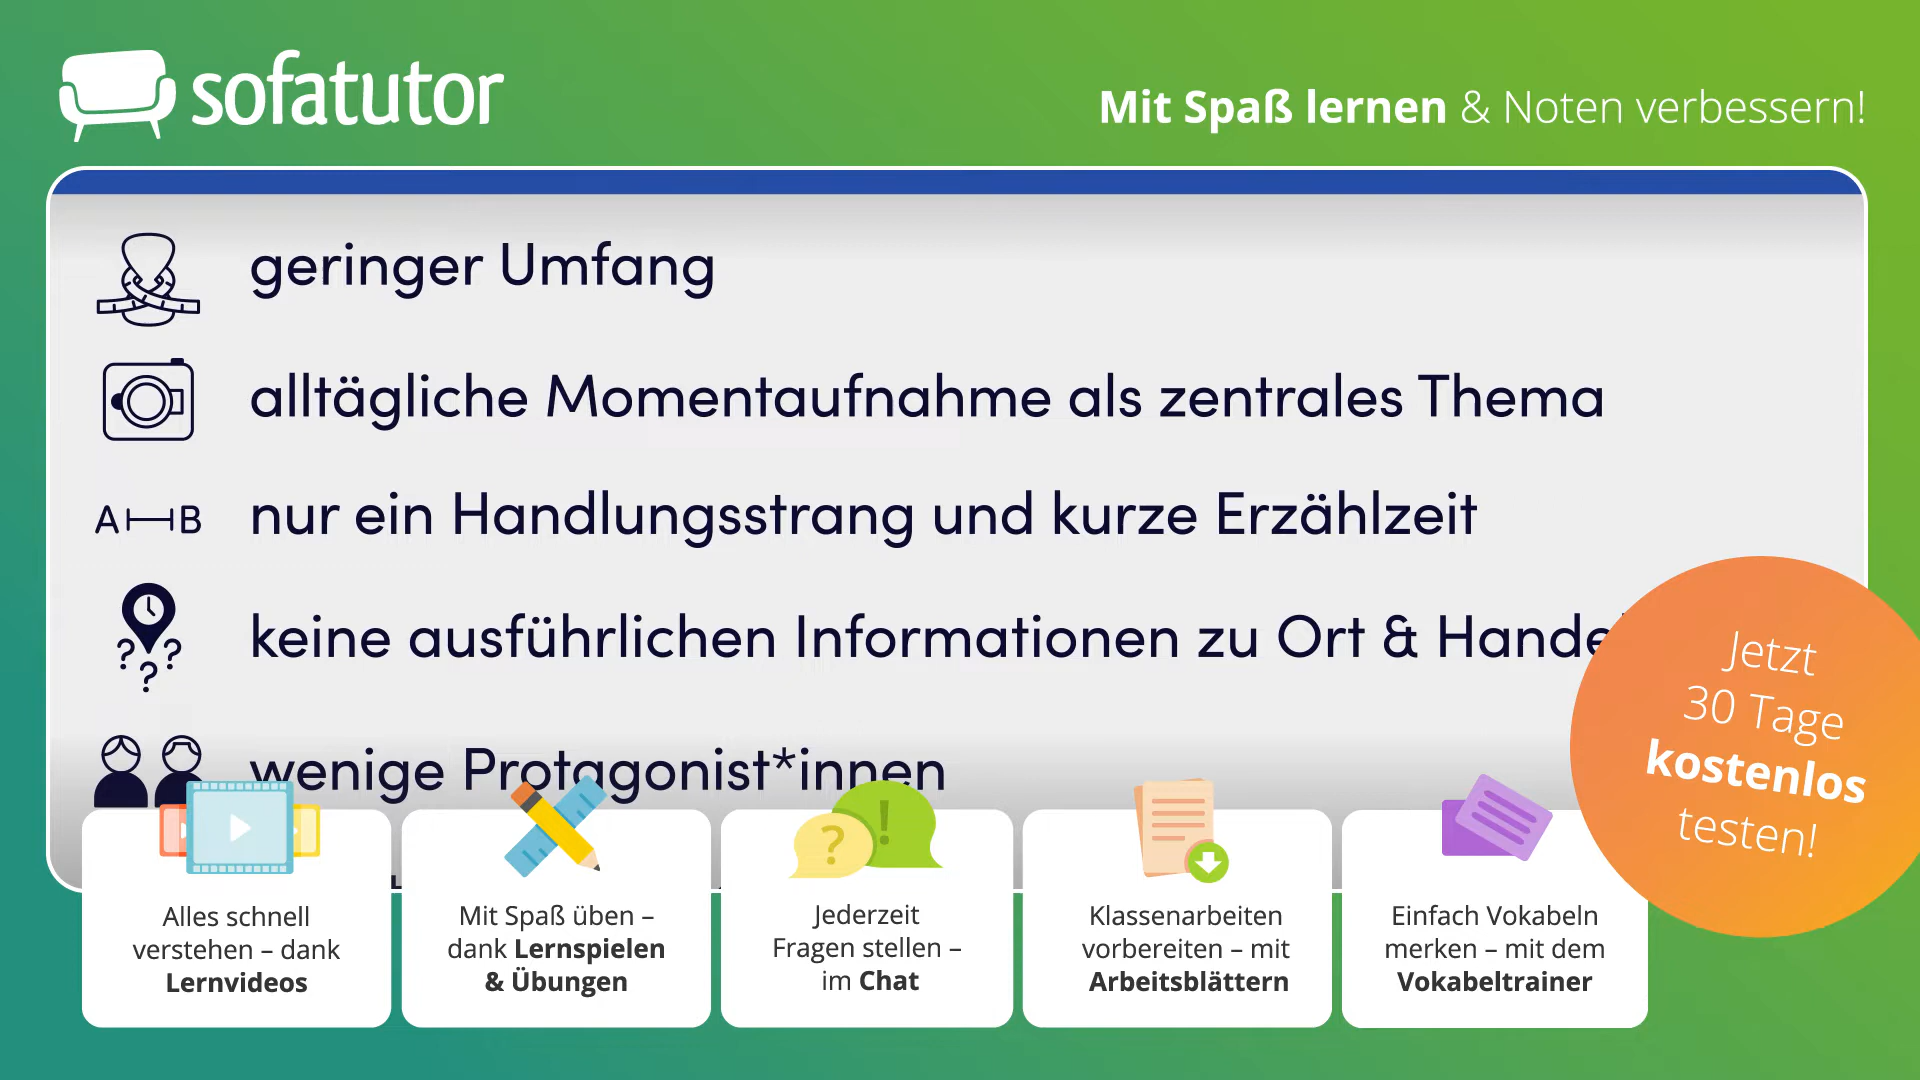 sofatutor
Mit Spaß lernen & Noten verbessern!
geringer Umfang
alltägliche Momentaufnahme als zentrales Thema
A B nur ein Handlungsstrang und kurze Erzählzeit
keine ausführlichen Informationen zu Ort &
? ? ?
wenige Protagonist*innen
Jetzt
30 Tage
kostenlos
testen!
? !
Alles schnell
verstehen – dank
Lernvideos
Mit Spaß üben –
dank Lernspielen
& Übungen
Jederzeit
Fragen stellen –
im Chat
Klassenarbeiten
vorbereiten – mit
Arbeitsblättern
Einfach Vokabeln
merken – mit dem
Vokabeltrainer